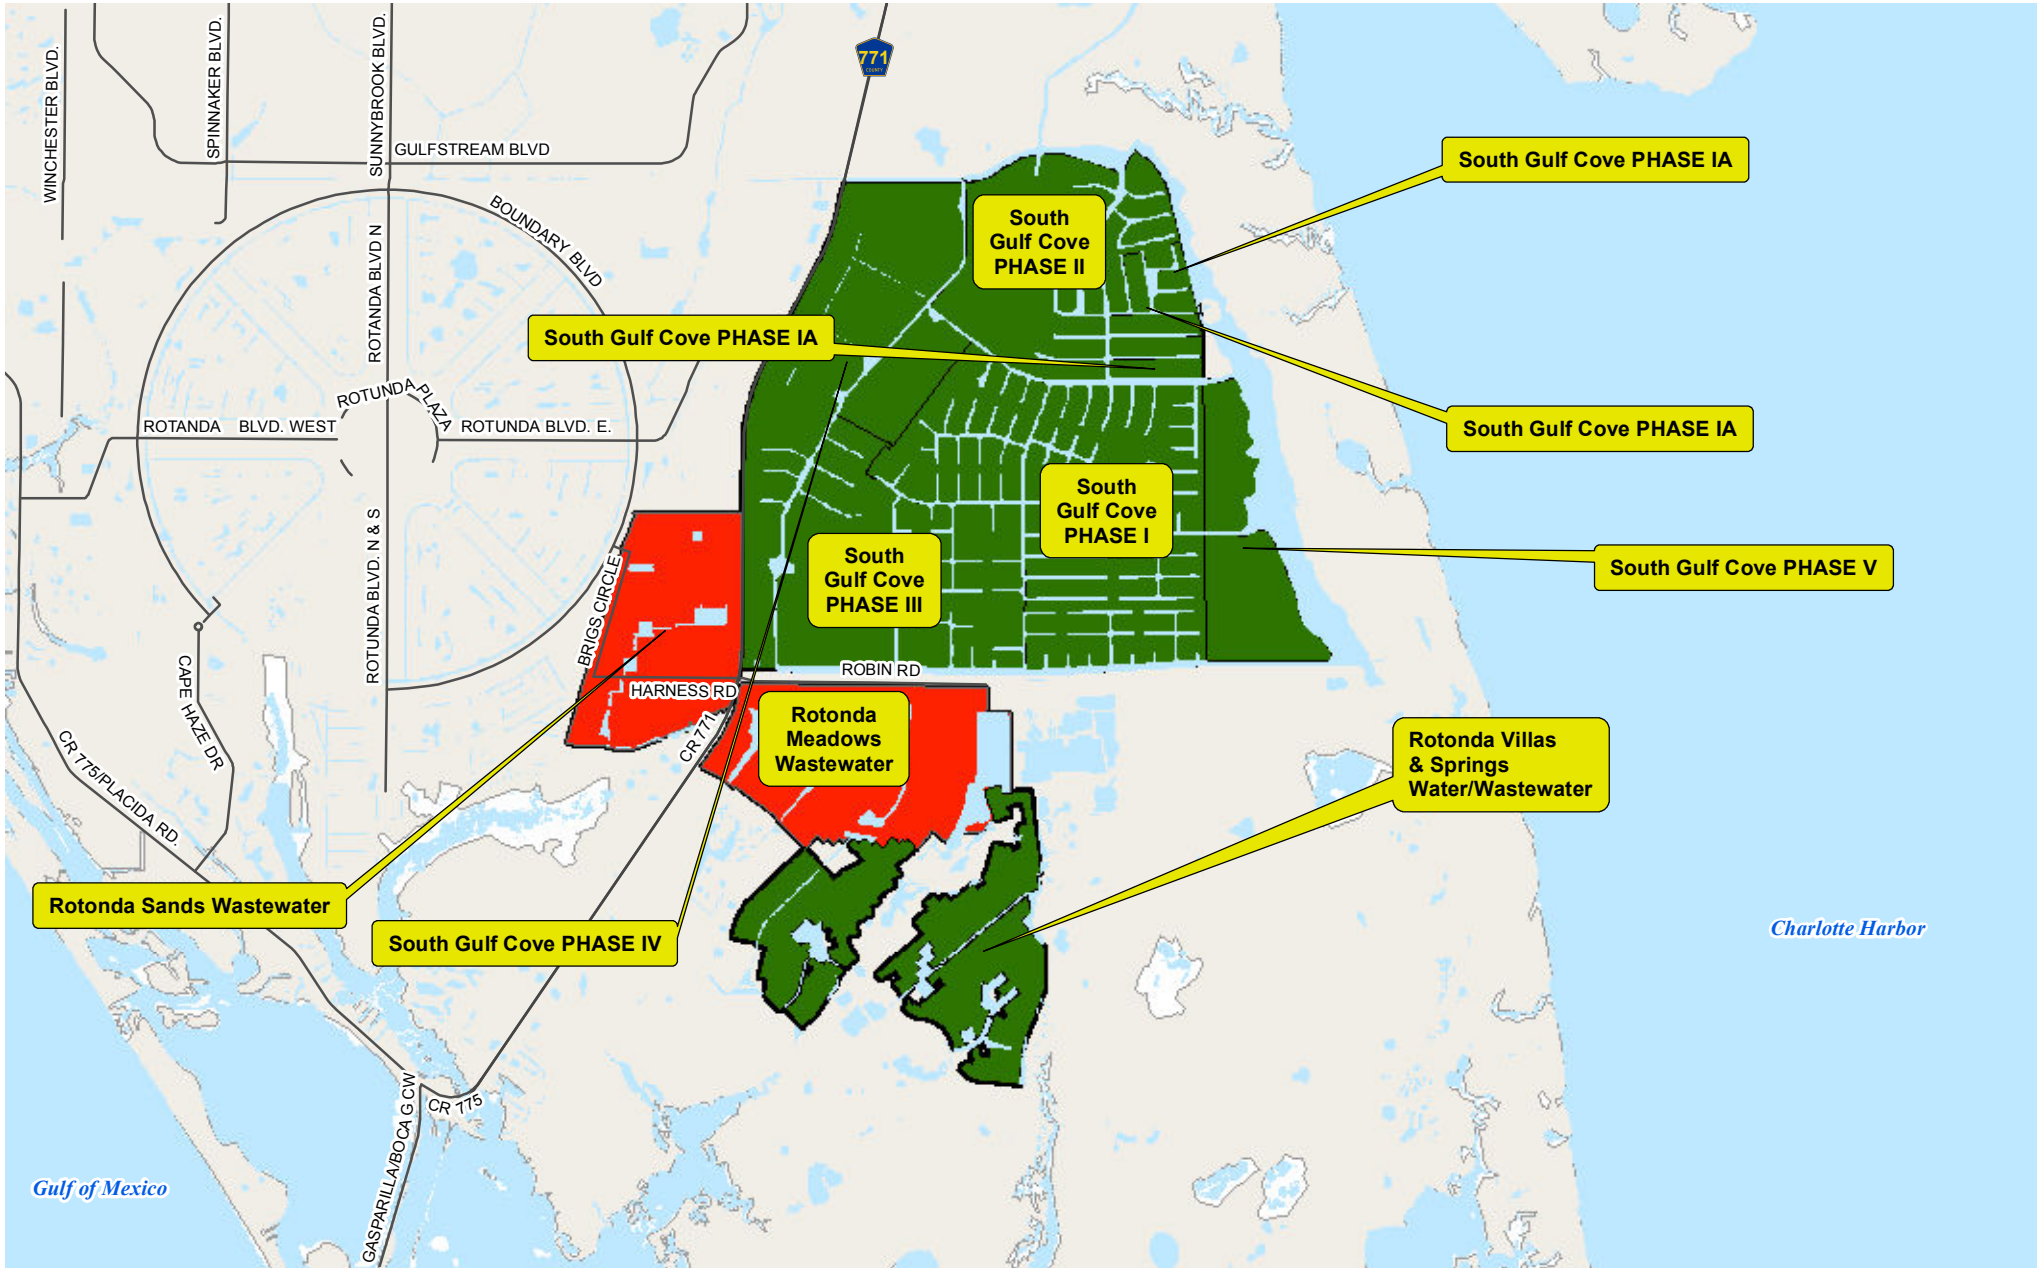 WINCHESTER BLVD.
SPINNAKER BLVD.
SUNNYBROOK BLVD.
771
COUNTY
GULFSTREAM BLVD
South Gulf Cove PHASE IA
BOUNDARY BLVD
ROTANDA BLVD N
South
Gulf Cove
PHASE II
South Gulf Cove PHASE IA
ROTUNDA PLAZA
ROTANDA BLVD. WEST
ROTUNDA BLVD. E.
South Gulf Cove PHASE IA
South
Gulf Cove
PHASE I
ROTUNDA BLVD. N & S
South
Gulf Cove
PHASE III
South Gulf Cove PHASE V
BRIGS CIRCLE
ROBIN RD
HARNESS RD
CAPE HAZE DR
CR 771
Rotonda
Meadows
Wastewater
Rotonda Villas
& Springs
Water/Wastewater
CR 775/PLACIDA RD.
Rotonda Sands Wastewater
South Gulf Cove PHASE IV
Charlotte Harbor
CR 775
GASPARILLA/BOCA G CW
Gulf of Mexico